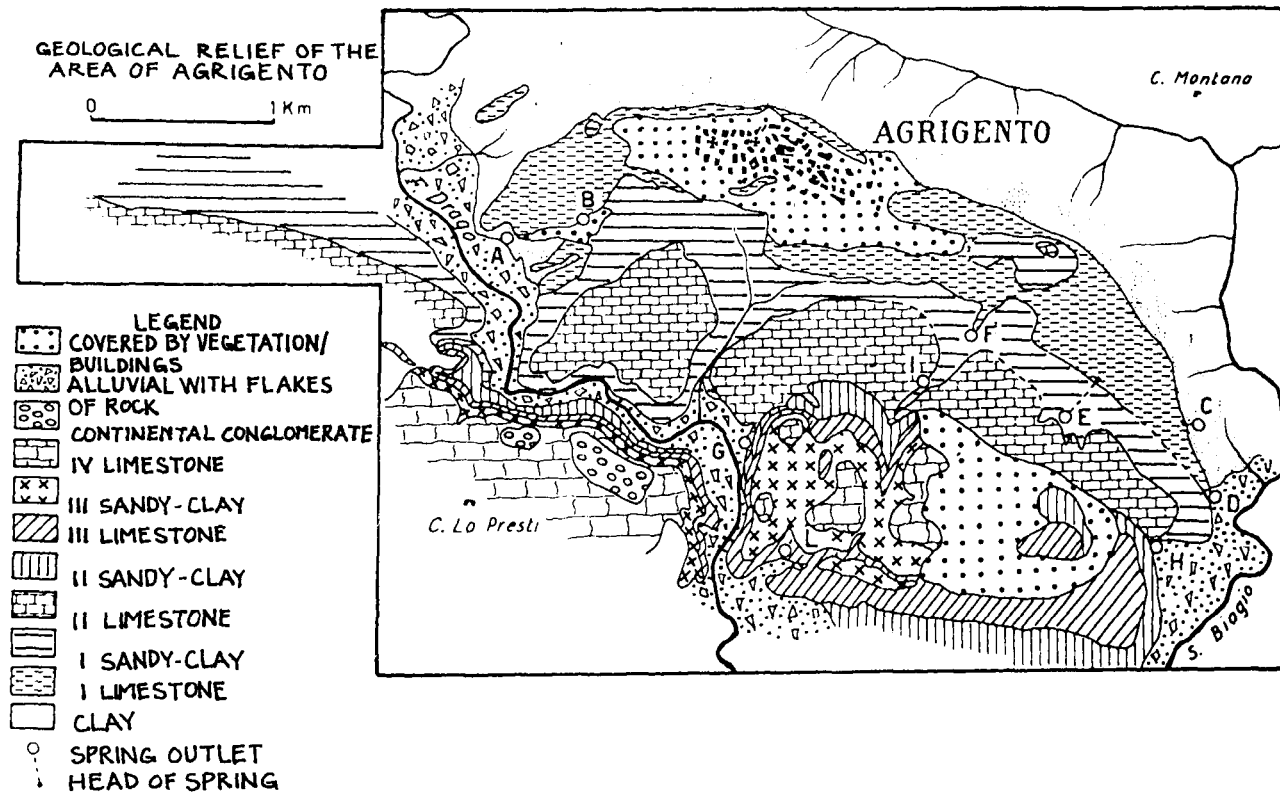 GEOLOGICAL RELIEF OF THE
AREA OF AGRIGENTO
0 1 Km
C. Montana
AGRIGENTO
Drago
B
A
F
E
C
I
G
D
H
L
C. Lo Presti
S. Biagio
LEGEND
COVERED BY VEGETATION/
BUILDINGS
ALLUVIAL WITH FLAKES
OF ROCK
CONTINENTAL CONGLOMERATE
IV LIMESTONE
III SANDY-CLAY
III LIMESTONE
II SANDY-CLAY
II LIMESTONE
I SANDY-CLAY
I LIMESTONE
CLAY
SPRING OUTLET
HEAD OF SPRING